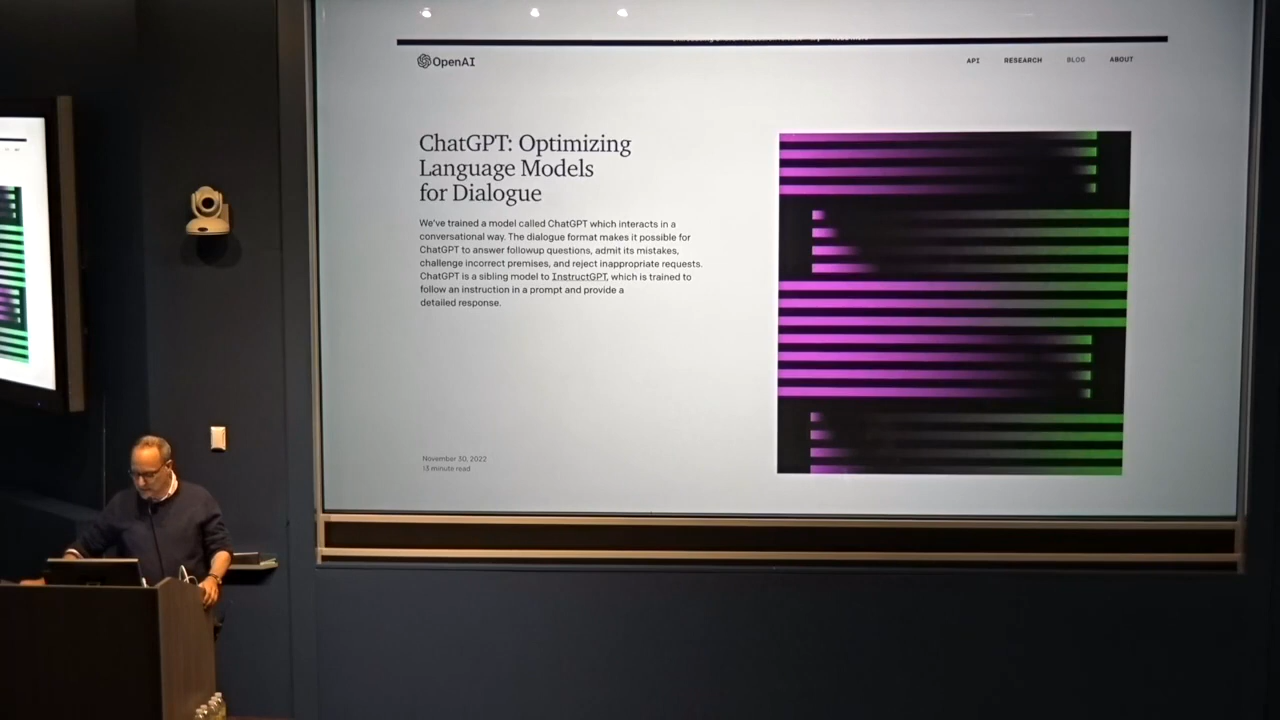 OpenAI
API RESEARCH BLOG ABOUT
ChatGPT: Optimizing
Language Models
for Dialogue
We've trained a model called ChatGPT which interacts in a
conversational way. The dialogue format makes it possible for
ChatGPT to answer followup questions, admit its mistakes,
challenge incorrect premises, and reject inappropriate requests.
ChatGPT is a sibling model to InstructGPT, which is trained to
follow an instruction in a prompt and provide a
detailed response.
November 30, 2022
13 minute read